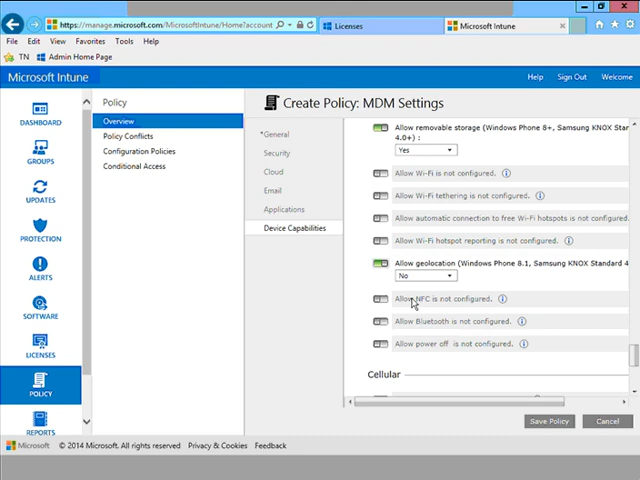 https://manage.microsoft.com/MicrosoftIntune/Home?account
Licenses
Microsoft Intune
File Edit View Favorites Tools Help
TN Admin Home Page
Microsoft Intune
Help Sign Out Welcome
DASHBOARD
GROUPS
UPDATES
PROTECTION
ALERTS
SOFTWARE
LICENSES
POLICY
REPORTS
Policy
Overview
Policy Conflicts
Configuration Policies
Conditional Access
Create Policy: MDM Settings
*General
Security
Cloud
Email
Applications
Device Capabilities
Allow removable storage (Windows Phone 8+, Samsung KNOX Stan
4.0+) :
Yes
Allow Wi-Fi is not configured.
Allow Wi-Fi tethering is not configured.
Allow automatic connection to free Wi-Fi hotspots is not configured.
Allow Wi-Fi hotspot reporting is not configured.
Allow geolocation (Windows Phone 8.1, Samsung KNOX Standard 4
No
Allow NFC is not configured.
Allow Bluetooth is not configured.
Allow power off is not configured.
Cellular
Save Policy Cancel
Microsoft © 2014 Microsoft. All rights reserved Privacy & Cookies Feedback